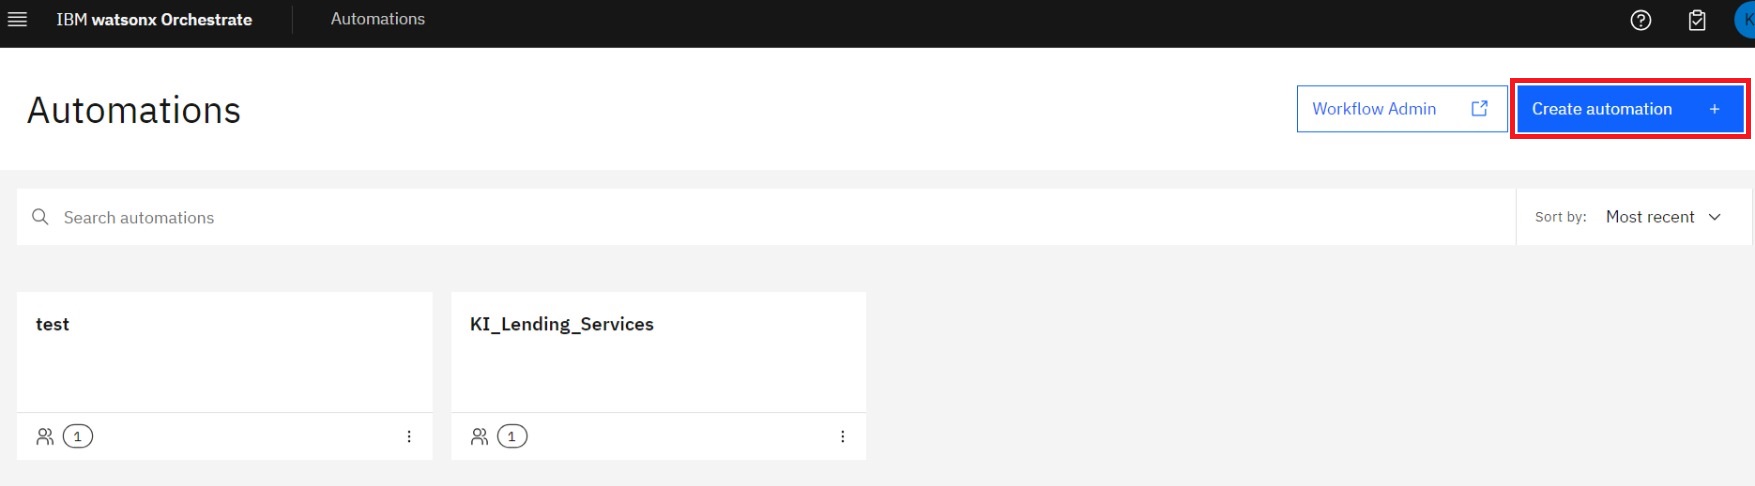 IBM watsonx Orchestrate Automations K
Automations
Workflow Admin
Create automation +
Search automations
Sort by: Most recent
test
KI_Lending_Services
1
1